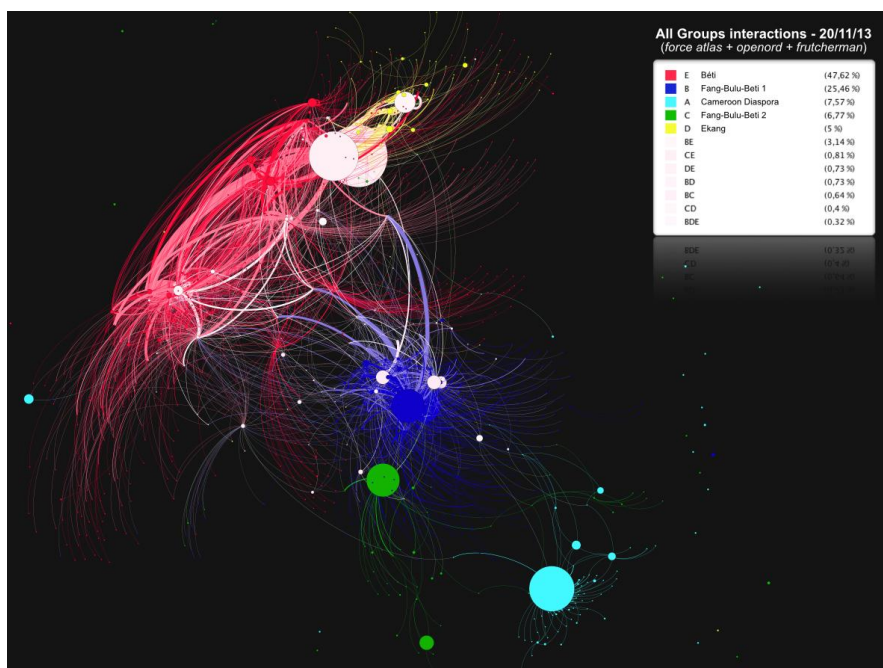 All Groups interactions - 20/11/13
(force atlas + openord + frutcherman)
E Béti (47,62 %)
B Fang-Bulu-Beti 1 (25,46 %)
A Cameroon Diaspora (7,57 %)
C Fang-Bulu-Beti 2 (6,77 %)
D Ekang (5 %)
BE (3,14 %)
CE (0,81 %)
DE (0,73 %)
BD (0,73 %)
BC (0,64 %)
CD (0,4 %)
BDE (0,32 %)